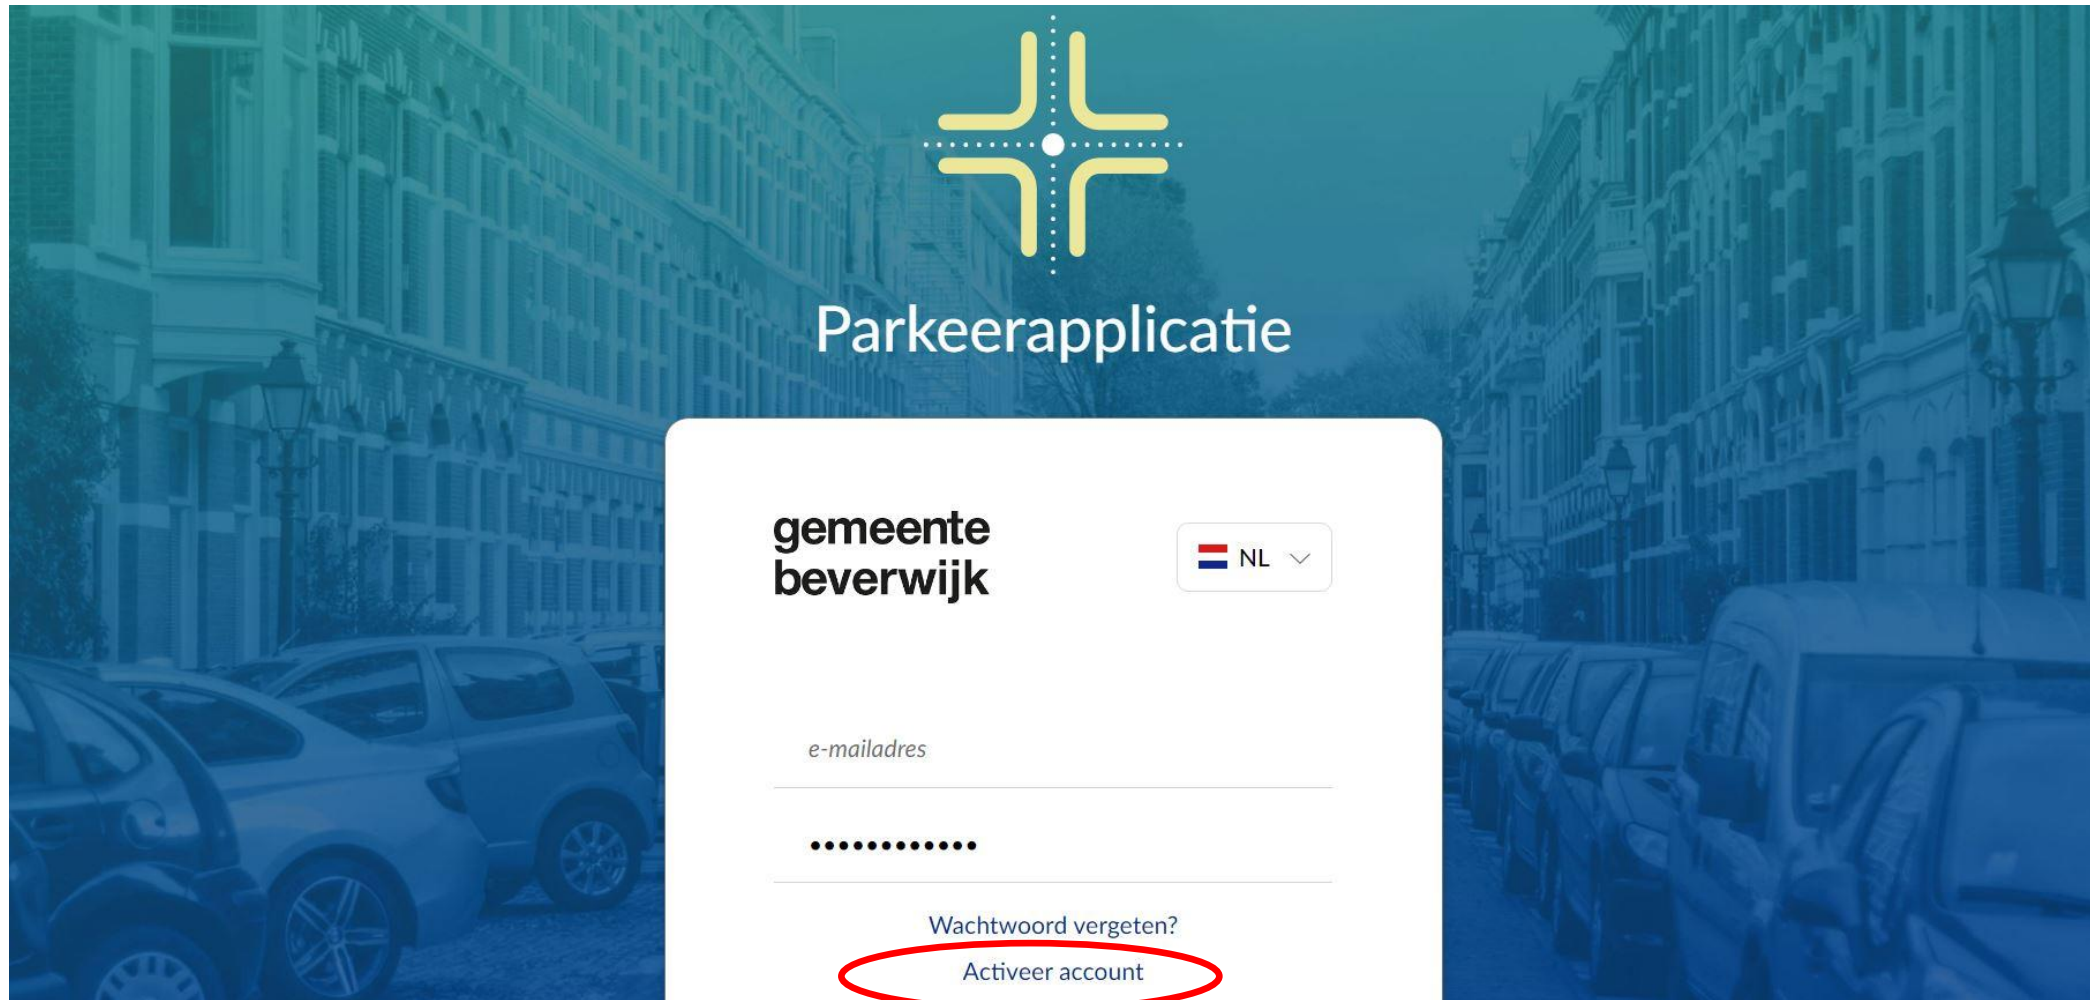 Parkeerapplicatie
gemeente
beverwijk
NL
e-mailadres
••••••••••••
Wachtwoord vergeten?
Activeer account